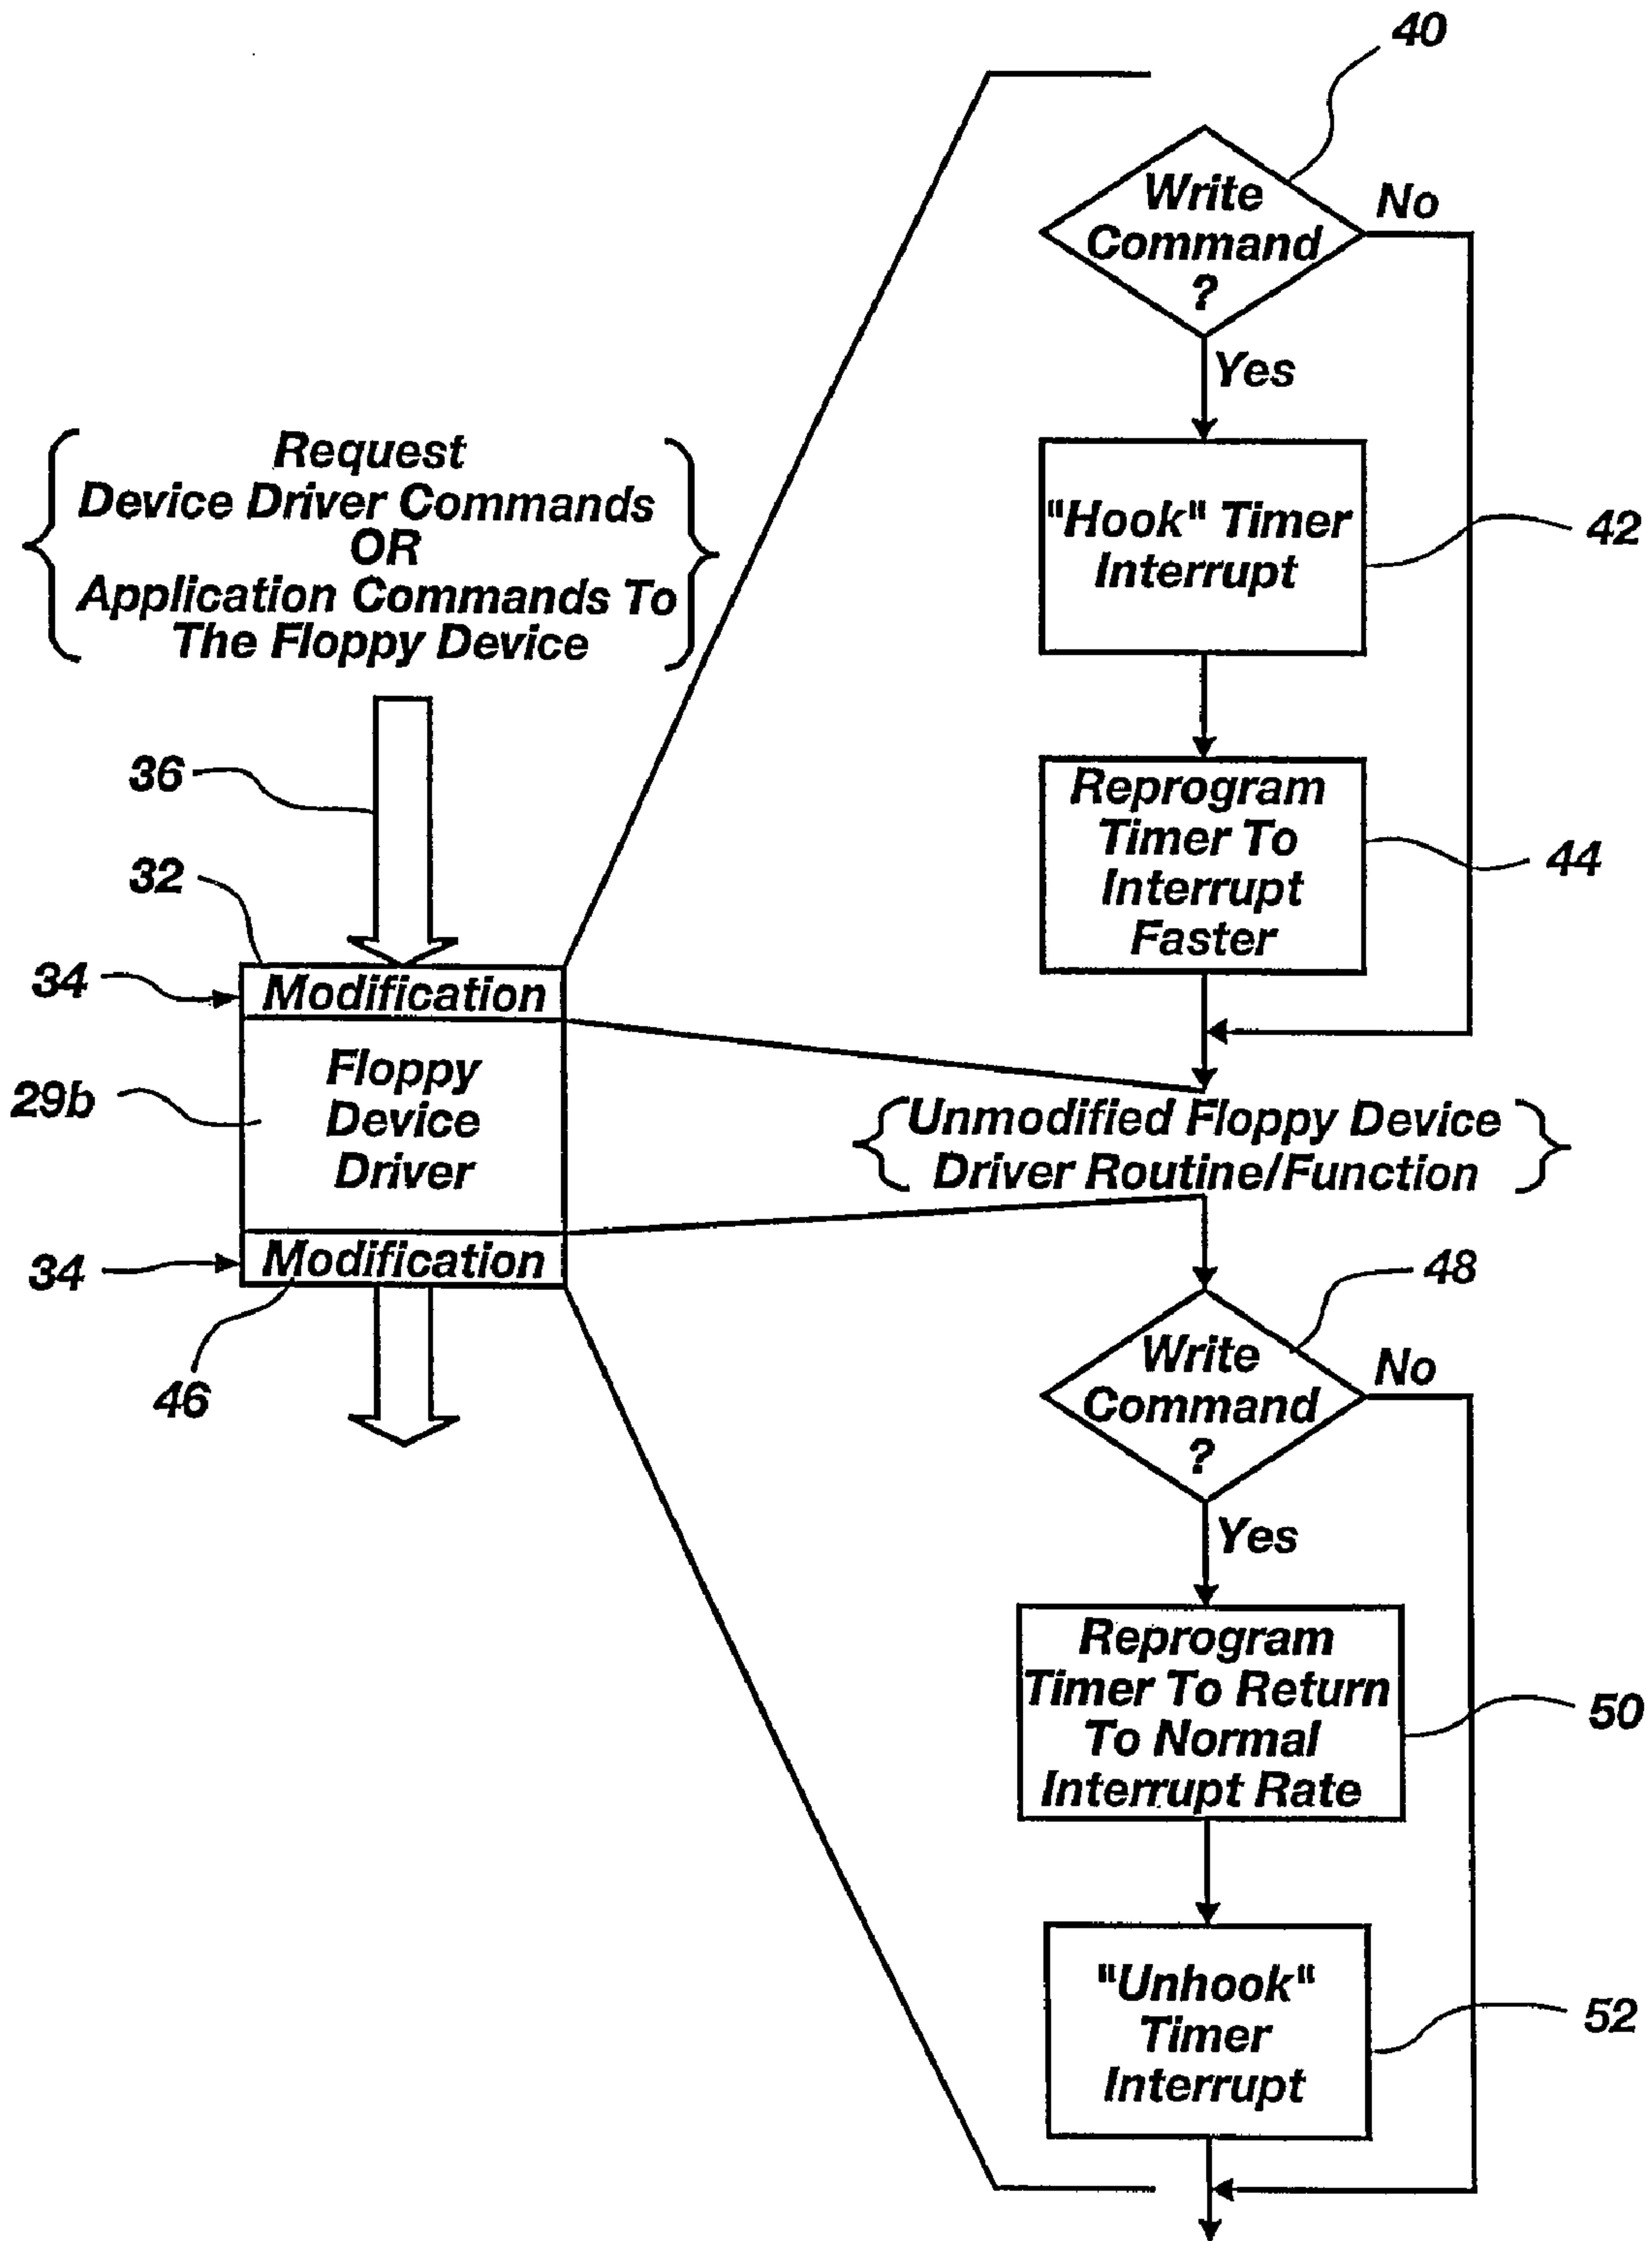 40
Write
Command
?
No
Yes
"Hook" Timer
Interrupt
42
Reprogram
Timer To
Interrupt
Faster
44
Request
Device Driver Commands
OR
Application Commands To
The Floppy Device
36
32
34
Modification
Floppy
Device
Driver
29b
34
Modification
46
Unmodified Floppy Device
Driver Routine/Function
48
Write
Command
?
No
Yes
Reprogram
Timer To Return
To Normal
Interrupt Rate
50
"Unhook"
Timer
Interrupt
52